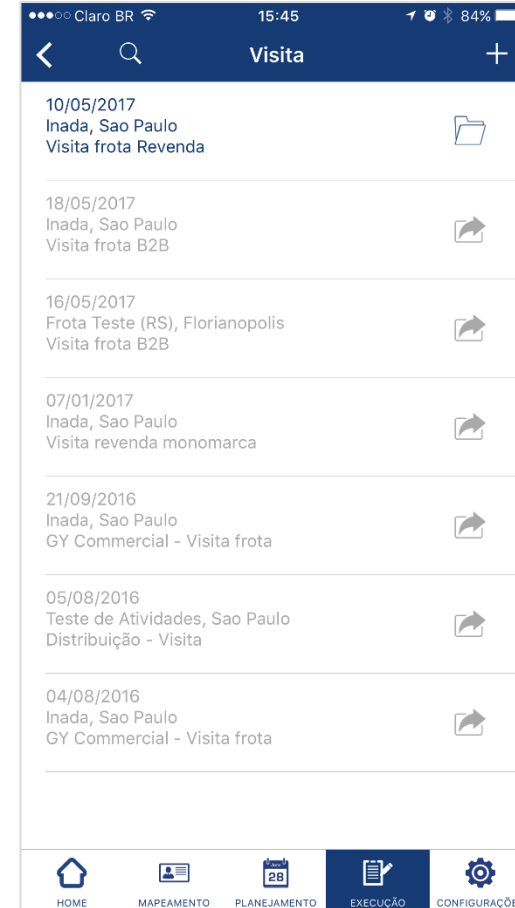 Claro BR 15:45 84%
Visita
10/05/2017
Inada, Sao Paulo
Visita frota Revenda
18/05/2017
Inada, Sao Paulo
Visita frota B2B
16/05/2017
Frota Teste (RS), Florianopolis
Visita frota B2B
07/01/2017
Inada, Sao Paulo
Visita revenda monomarca
21/09/2016
Inada, Sao Paulo
GY Commercial - Visita frota
05/08/2016
Teste de Atividades, Sao Paulo
Distribuição - Visita
04/08/2016
Inada, Sao Paulo
GY Commercial - Visita frota
28
HOME MAPEAMENTO PLANEJAMENTO EXECUÇÃO CONFIGURAÇÕE